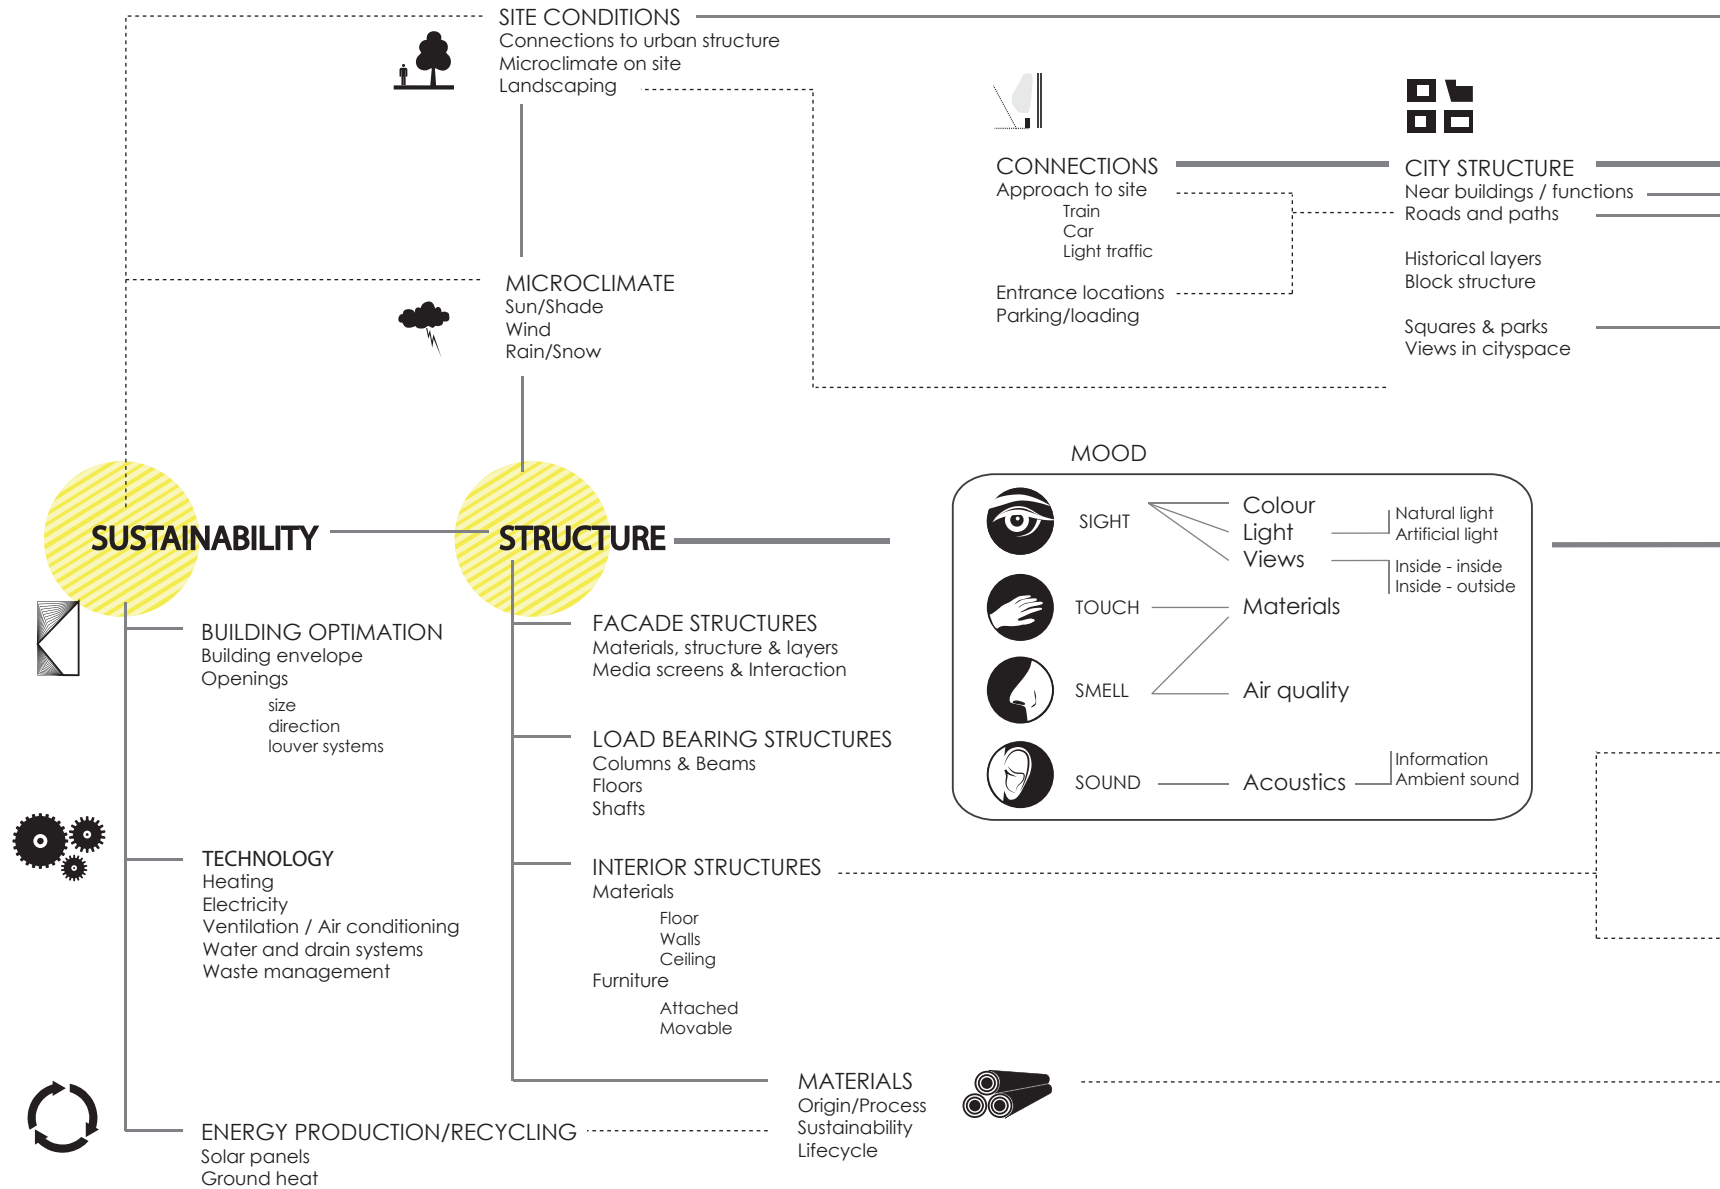 SITE CONDITIONS
Connections to urban structure
Microclimate on site
Landscaping
CONNECTIONS
Approach to site
Train
Car
Light traffic
Entrance locations
Parking/loading
CITY STRUCTURE
Near buildings / functions
Roads and paths
Historical layers
Block structure
Squares & parks
Views in cityspace
MICROCLIMATE
Sun/Shade
Wind
Rain/Snow
SUSTAINABILITY
STRUCTURE
MOOD
SIGHT
Colour
Light
Views
Natural light
Artificial light
Inside - inside
Inside - outside
TOUCH
Materials
SMELL
Air quality
SOUND
Acoustics
Information
Ambient sound
BUILDING OPTIMATION
Building envelope
Openings
size
direction
louver systems
FACADE STRUCTURES
Materials, structure & layers
Media screens & Interaction
LOAD BEARING STRUCTURES
Columns & Beams
Floors
Shafts
TECHNOLOGY
Heating
Electricity
Ventilation / Air conditioning
Water and drain systems
Waste management
INTERIOR STRUCTURES
Materials
Floor
Walls
Ceiling
Furniture
Attached
Movable
MATERIALS
Origin/Process
Sustainability
Lifecycle
ENERGY PRODUCTION/RECYCLING
Solar panels
Ground heat